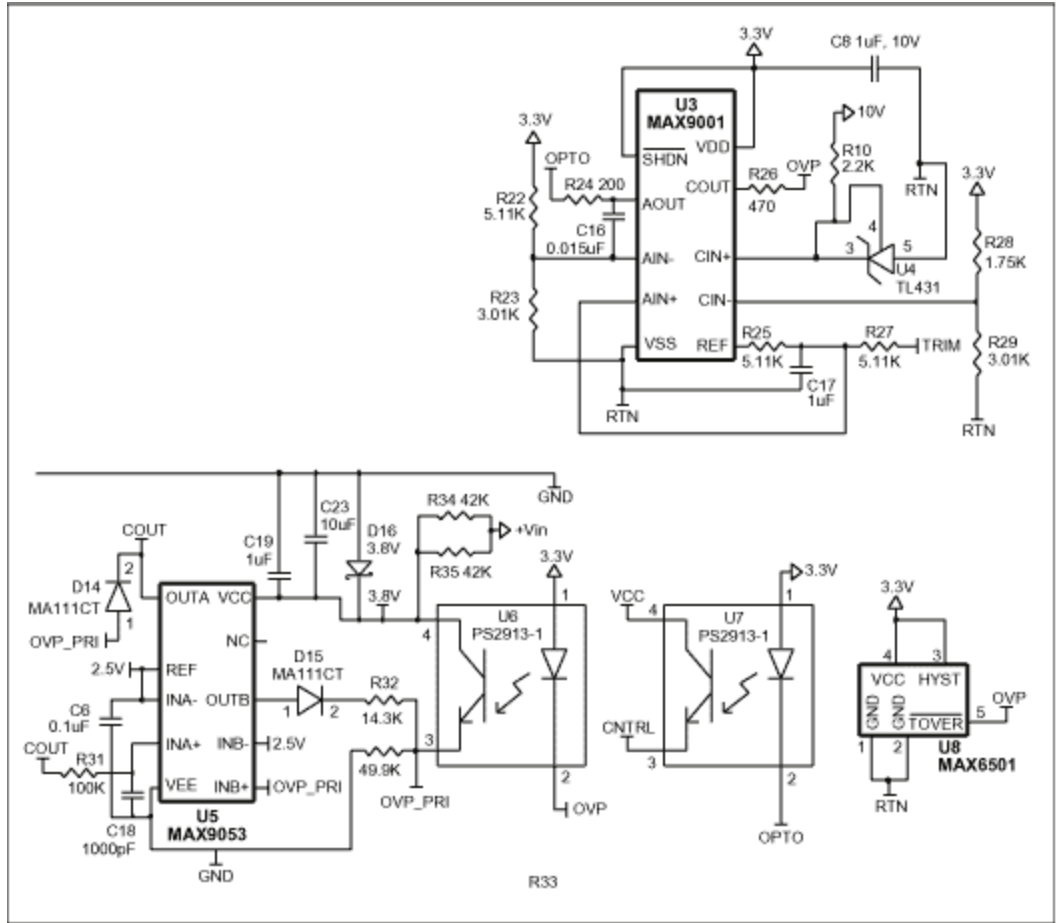 3.3V
C8 1uF, 10V
U3
MAX9001
3.3V
10V
SHDN
VDD
R10
2.2K
OPTO
R24 200
R26
OVP
RTN
3.3V
R22
5.11K
AOUT
COUT
470
C16
0.015uF
4
3
5
R28
1.75K
AIN-
CIN+
U4
TL431
R23
3.01K
AIN+
CIN-
VSS
REF
R25
5.11K
R27
5.11K
TRIM
R29
3.01K
C17
1uF
RTN
RTN
GND
R34 42K
C23
10uF
+Vin
COUT
C19
1uF
D16
3.8V
R35 42K
3.3V
2
D14
MA111CT
1
OVP_PRI
OUTA
VCC
3.8V
4
U6
PS2913-1
1
VCC
4
U7
PS2913-1
1
3.3V
3.3V
NC
2.5V
REF
D15
MA111CT
4
3
VCC
HYST
INA-
OUTB
1
2
R32
14.3K
C6
0.1uF
GND
GND
TOVER
5
OVP
COUT
R31
100K
INA+
INB-
2.5V
49.9K
3
2
CNTRL
3
2
1
2
U8
MAX6501
VEE
INB+
OVP_PRI
OVP_PRI
OVP
RTN
C18
1000pF
U5
MAX9053
OPTO
GND
R33